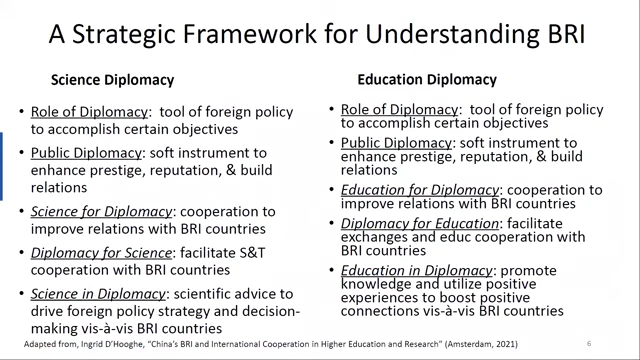 A Strategic Framework for Understanding BRI
Science Diplomacy
• Role of Diplomacy: tool of foreign policy
to accomplish certain objectives
• Public Diplomacy: soft instrument to
enhance prestige, reputation, & build
relations
• Science for Diplomacy: cooperation to
improve relations with BRI countries
• Diplomacy for Science: facilitate S&T
cooperation with BRI countries
• Science in Diplomacy: scientific advice to
drive foreign policy strategy and decision-
making vis-à-vis BRI countries
Education Diplomacy
• Role of Diplomacy: tool of foreign policy
to accomplish certain objectives
• Public Diplomacy: soft instrument to
enhance prestige, reputation, & build
relations
• Education for Diplomacy: cooperation to
improve relations with BRI countries
• Diplomacy for Education: facilitate
exchanges and educ cooperation with
BRI countries
• Education in Diplomacy: promote
knowledge and utilize positive
experiences to boost positive
connections vis-à-vis BRI countries
Adapted from, Ingrid D’Hooghe, “China’s BRI and International Cooperation in Higher Education and Research” (Amsterdam, 2021)
6